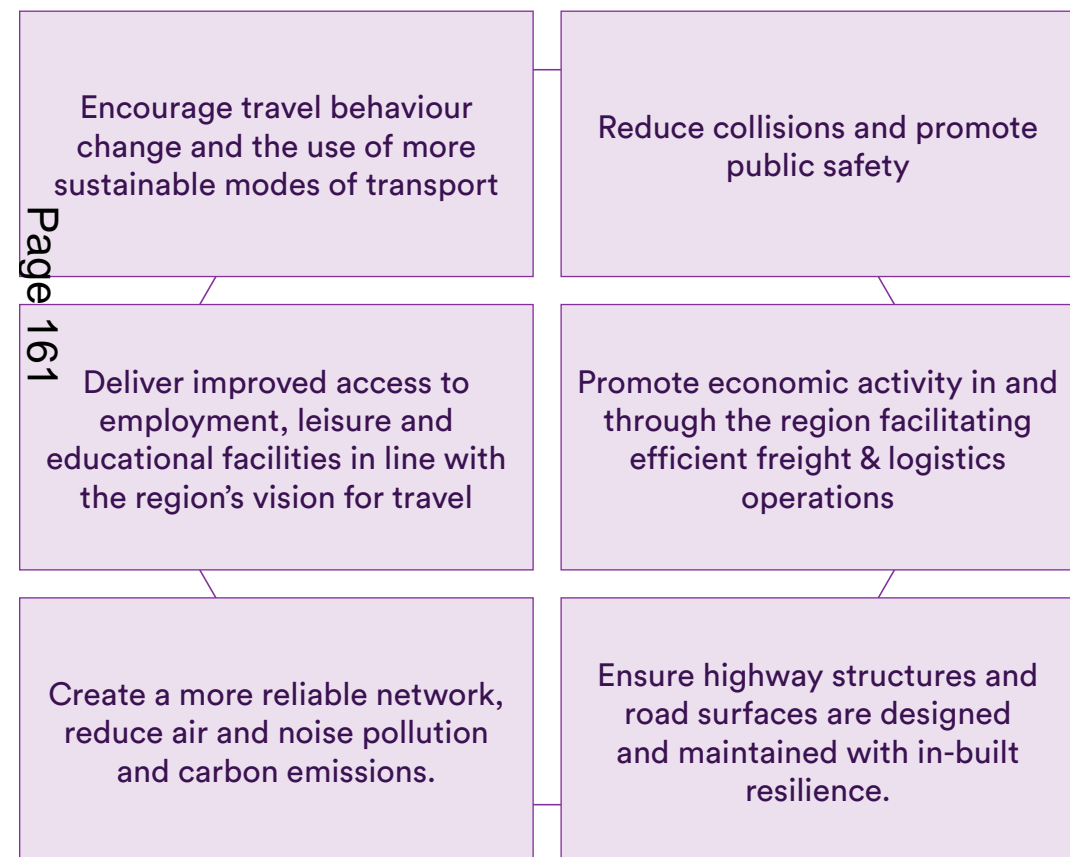 Encourage travel behaviour
change and the use of more
sustainable modes of transport
Reduce collisions and promote
public safety
Page 161
Deliver improved access to
employment, leisure and
educational facilities in line with
the region’s vision for travel
Promote economic activity in and
through the region facilitating
efficient freight & logistics
operations
Create a more reliable network,
reduce air and noise pollution
and carbon emissions.
Ensure highway structures and
road surfaces are designed
and maintained with in-built
resilience.